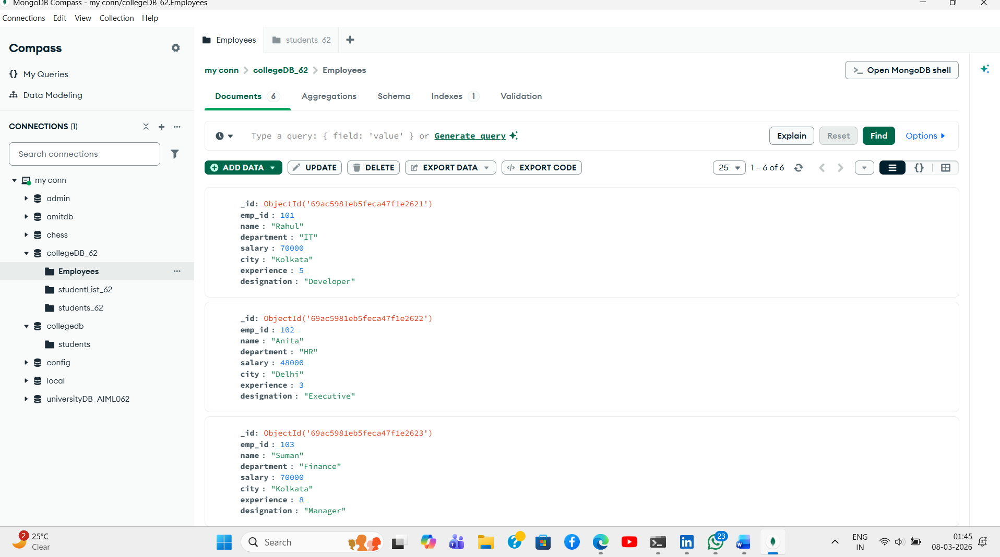 MongoDB Compass - my conn/collegeDB_62.Employees
Connections Edit View Collection Help
Compass
My Queries
Data Modeling
CONNECTIONS (1)
Search connections
my conn
admin
amitdb
chess
collegeDB_62
Employees
studentList_62
students_62
collegedb
students
config
local
universityDB_AIML062
Employees students_62
my conn > collegeDB_62 > Employees
>_ Open MongoDB shell
Documents 6 Aggregations Schema Indexes 1 Validation
Type a query: { field: 'value' } or Generate query
Explain Reset Find Options
ADD DATA UPDATE DELETE EXPORT DATA </> EXPORT CODE
25 1 – 6 of 6 {}
_id: ObjectId('69ac5981eb5feca47f1e2621')
emp_id : 101
name : "Rahul"
department : "IT"
salary : 70000
city : "Kolkata"
experience : 5
designation : "Developer"
_id: ObjectId('69ac5981eb5feca47f1e2622')
emp_id : 102
name : "Anita"
department : "HR"
salary : 48000
city : "Delhi"
experience : 3
designation : "Executive"
_id: ObjectId('69ac5981eb5feca47f1e2623')
emp_id : 103
name : "Suman"
department : "Finance"
salary : 70000
city : "Kolkata"
experience : 8
designation : "Manager"
2
25°C
Clear
Search
23
ENG
IN
01:45
08-03-2026